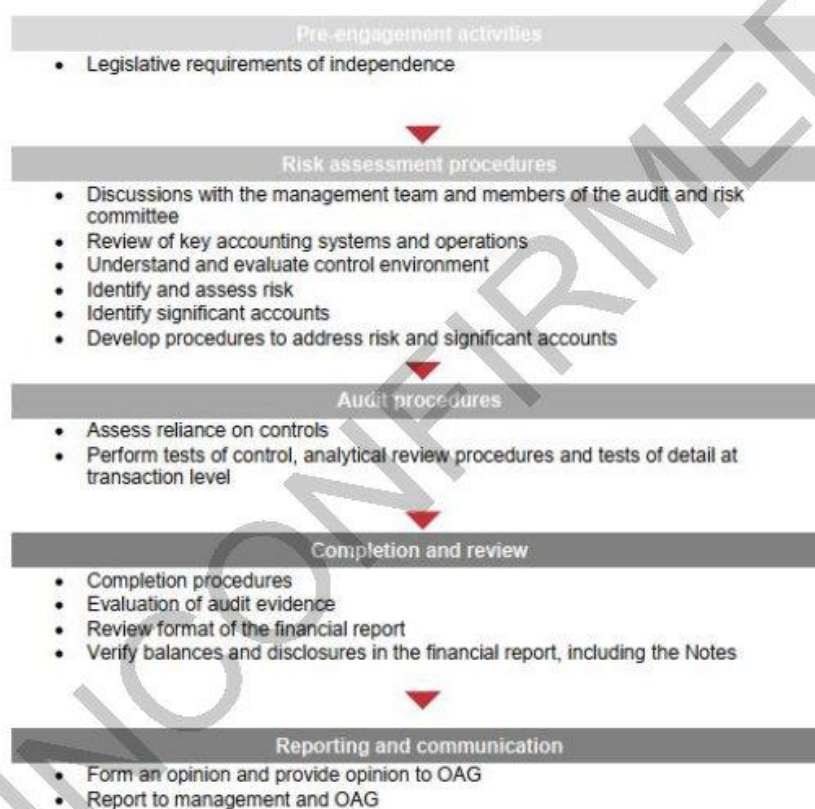 Pre-engagement activities
• Legislative requirements of independence
Risk assessment procedures
• Discussions with the management team and members of the audit and risk
committee
• Review of key accounting systems and operations
• Understand and evaluate control environment
• Identify and assess risk
• Identify significant accounts
• Develop procedures to address risk and significant accounts
Audit procedures
• Assess reliance on controls
• Perform tests of control, analytical review procedures and tests of detail at
transaction level
Completion and review
• Completion procedures
• Evaluation of audit evidence
• Review format of the financial report
• Verify balances and disclosures in the financial report, including the Notes
Reporting and communication
• Form an opinion and provide opinion to OAG
• Report to management and OAG
NCONFIRMED